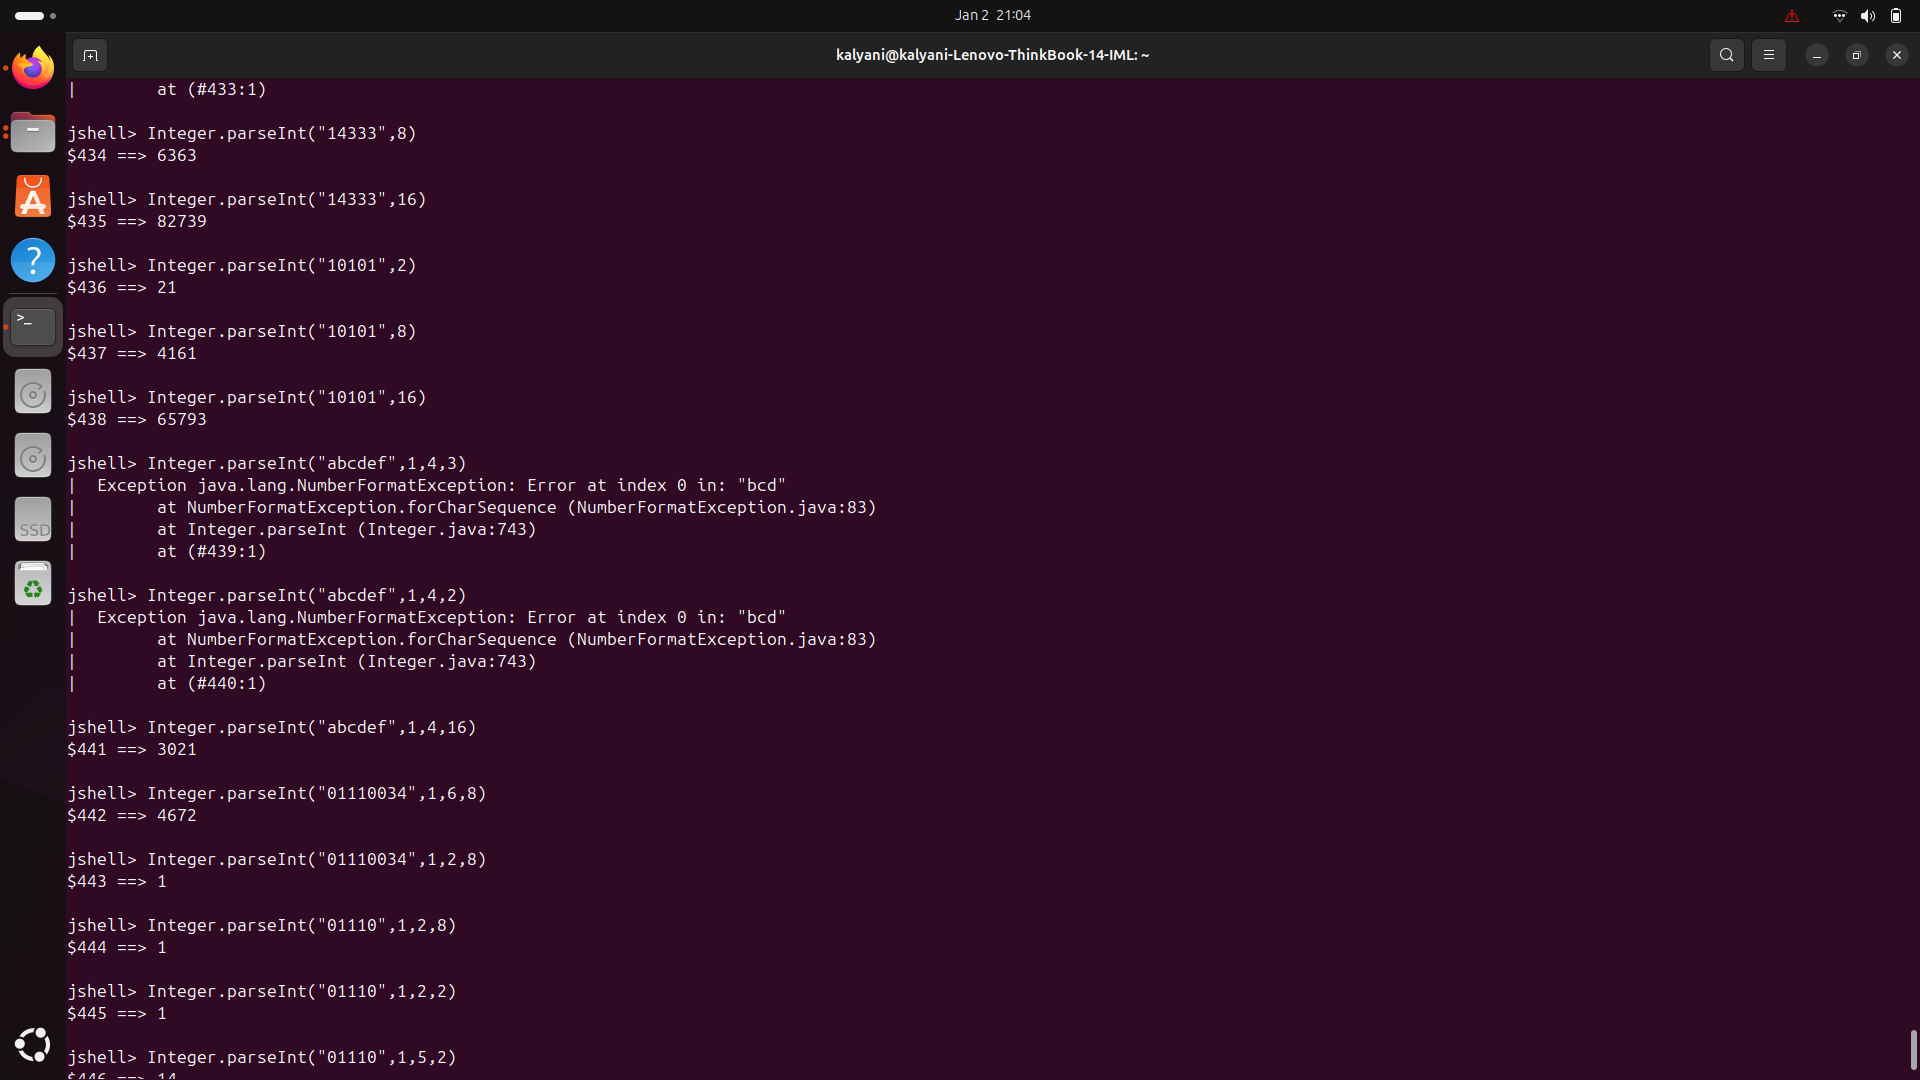 Jan 2 21:04
kalyani@kalyani-Lenovo-ThinkBook-14-IML: ~
| at (#433:1)
jshell> Integer.parseInt("14333",8)
$434 ==> 6363
jshell> Integer.parseInt("14333",16)
$435 ==> 82739
jshell> Integer.parseInt("10101",2)
$436 ==> 21
jshell> Integer.parseInt("10101",8)
$437 ==> 4161
jshell> Integer.parseInt("10101",16)
$438 ==> 65793
jshell> Integer.parseInt("abcdef",1,4,3)
| Exception java.lang.NumberFormatException: Error at index 0 in: "bcd"
| at NumberFormatException.forCharSequence (NumberFormatException.java:83)
| at Integer.parseInt (Integer.java:743)
| at (#439:1)
jshell> Integer.parseInt("abcdef",1,4,2)
| Exception java.lang.NumberFormatException: Error at index 0 in: "bcd"
| at NumberFormatException.forCharSequence (NumberFormatException.java:83)
| at Integer.parseInt (Integer.java:743)
| at (#440:1)
jshell> Integer.parseInt("abcdef",1,4,16)
$441 ==> 3021
jshell> Integer.parseInt("01110034",1,6,8)
$442 ==> 4672
jshell> Integer.parseInt("01110034",1,2,8)
$443 ==> 1
jshell> Integer.parseInt("01110",1,2,8)
$444 ==> 1
jshell> Integer.parseInt("01110",1,2,2)
$445 ==> 1
jshell> Integer.parseInt("01110",1,5,2)
$446 ==> 14
>_
SSD